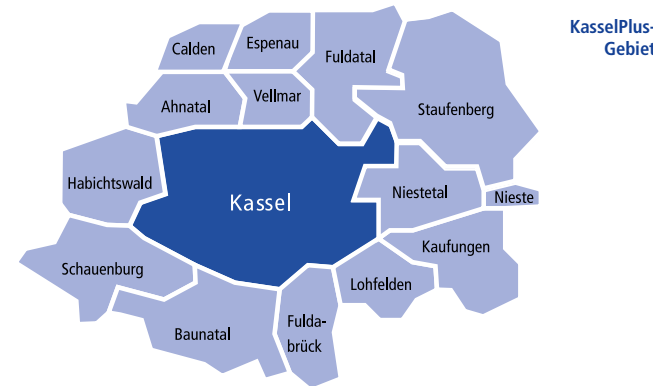 KasselPlus-
Gebiet
Calden
Espenau
Fuldatal
Ahnatal
Vellmar
Staufenberg
Habichtswald
Kassel
Niestetal
Nieste
Schauenburg
Kaufungen
Lohfelden
Baunatal
Fulda-
brück